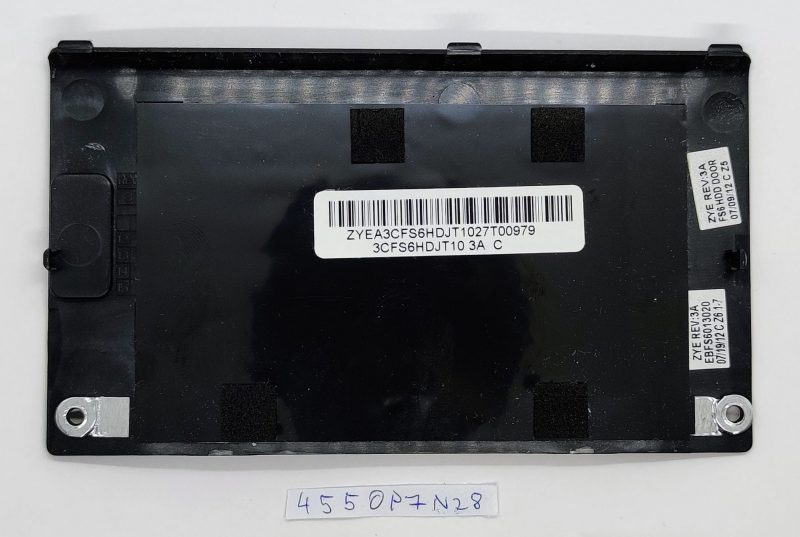 ZYEA3CFS6HDJT1027T00979
3CFS6HDJT10 3A C
ZYE REV:3A
FS6 HDD DOOR
07/09/12 C Z5
ZYE REV:3A
EBFS6013020
07/19/12 C Z6 1-7
4550P7N28